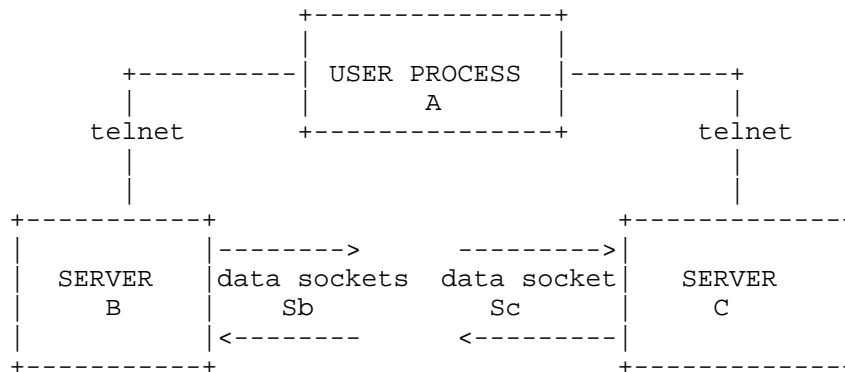 USER PROCESS
A
telnet telnet
data sockets data socket
SERVER SERVER
B Sb Sc C